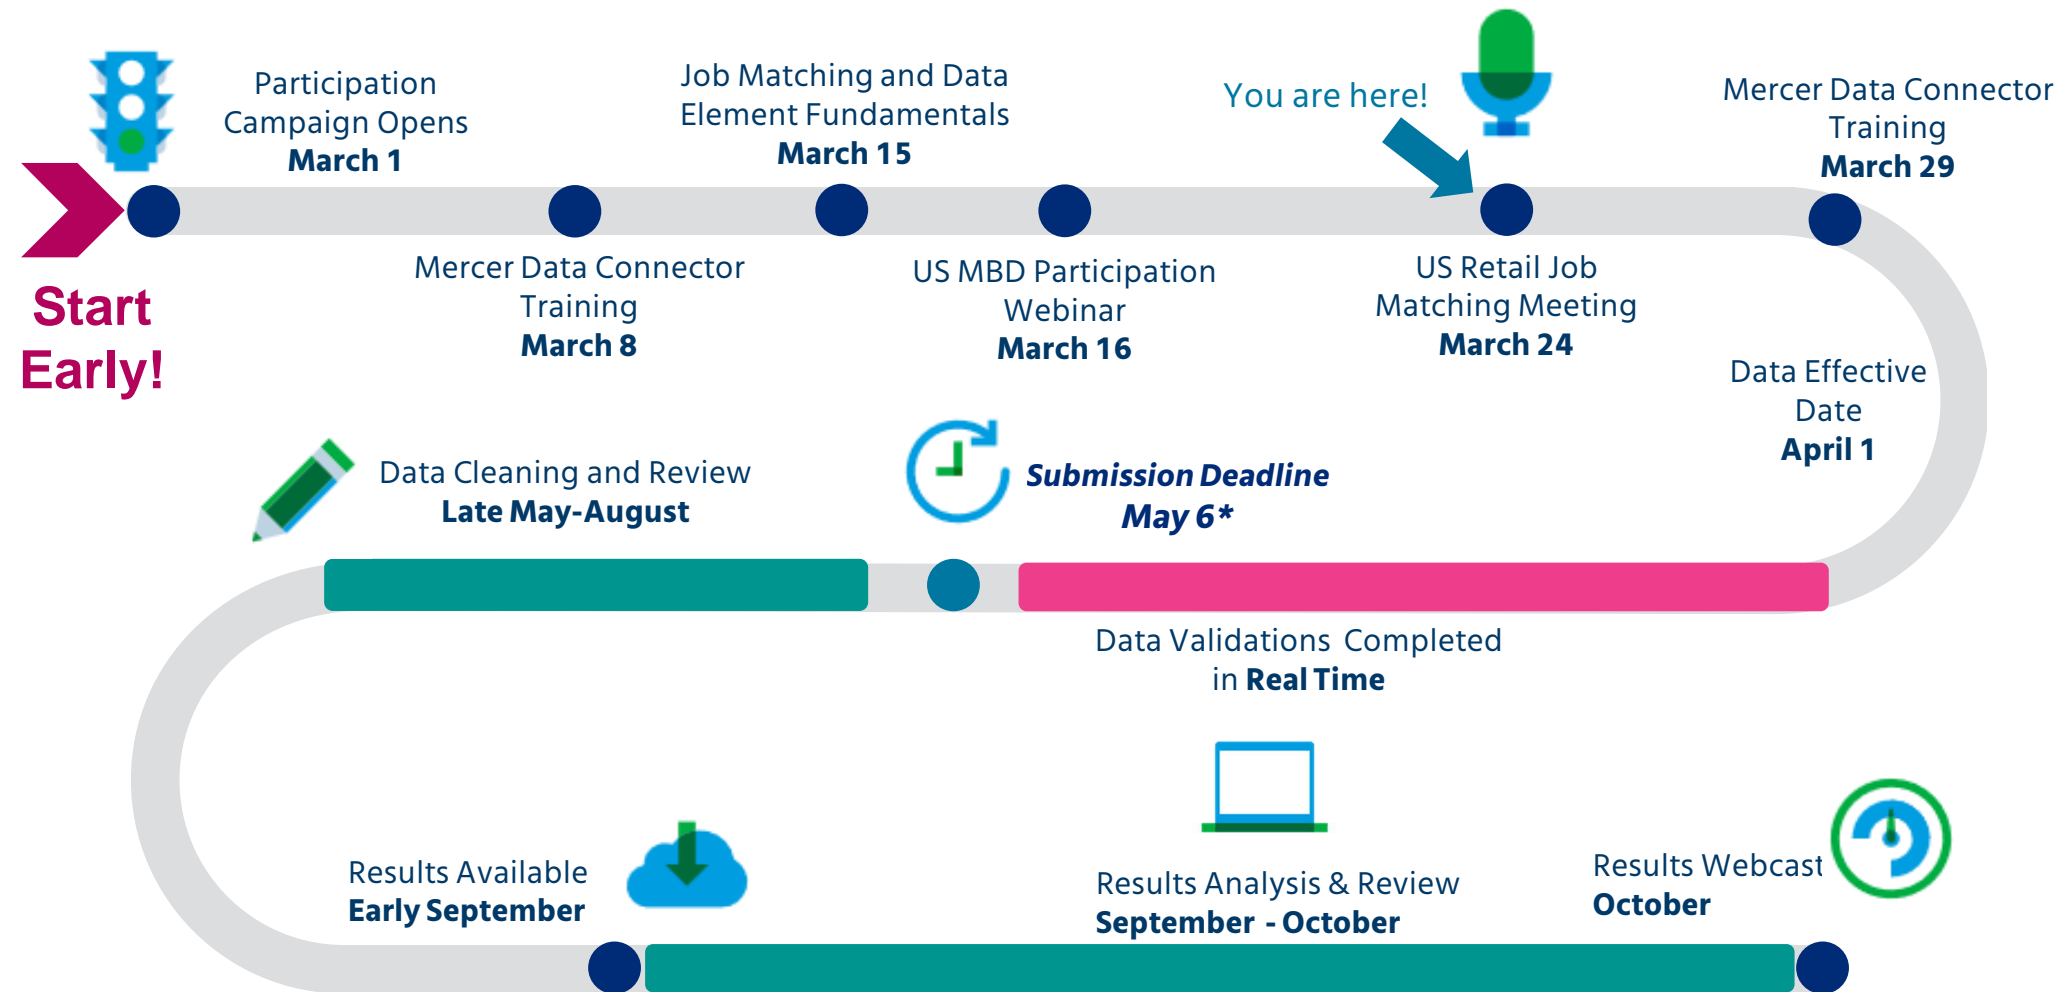 Start
Early!
Participation
Campaign Opens
March 1
Mercer Data Connector
Training
March 8
Job Matching and Data
Element Fundamentals
March 15
US MBD Participation
Webinar
March 16
You are here!
US Retail Job
Matching Meeting
March 24
Mercer Data Connector
Training
March 29
Data Effective
Date
April 1
Data Validations Completed
in Real Time
Submission Deadline
May 6*
Data Cleaning and Review
Late May-August
Results Available
Early September
Results Analysis & Review
September - October
Results Webcast
October